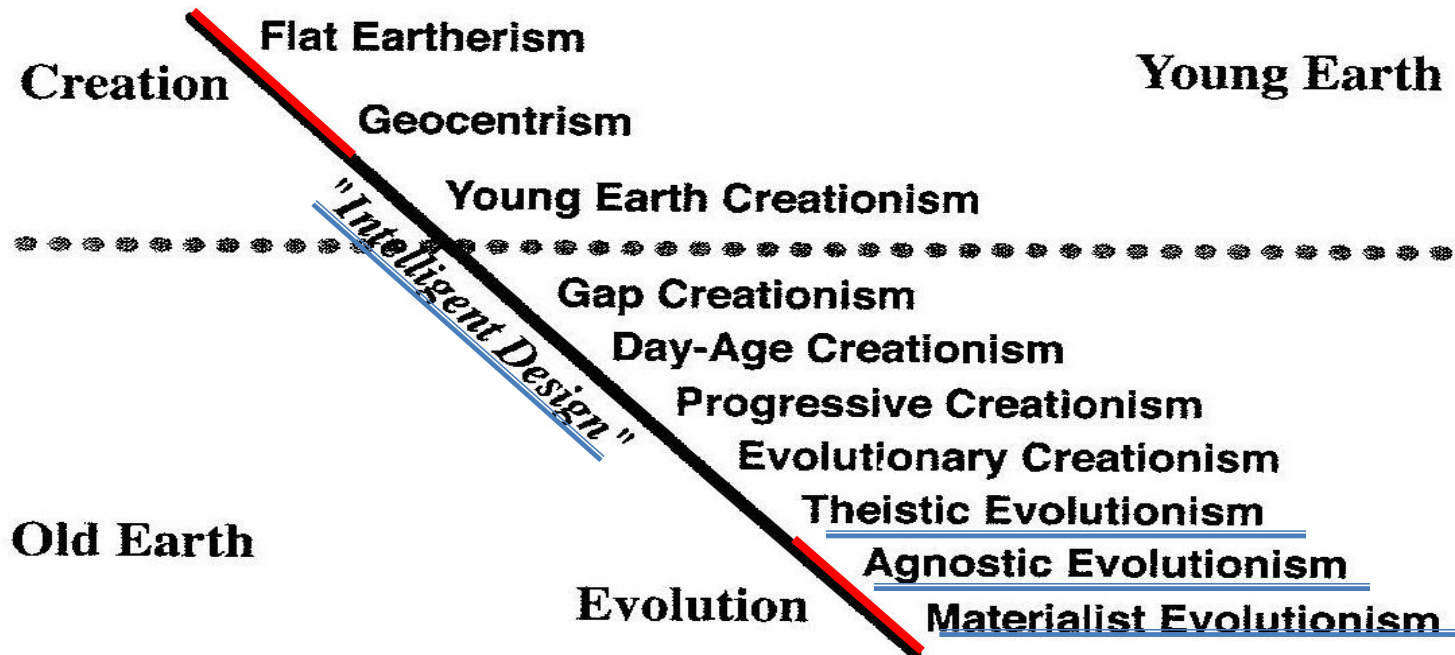 Flat Eartherism
Creation
Young Earth
Geocentrism
Young Earth Creationism
"Intelligent Design"
Gap Creationism
Day-Age Creationism
Progressive Creationism
Evolutionary Creationism
Theistic Evolutionism
Old Earth
Agnostic Evolutionism
Evolution
Materialist Evolutionism